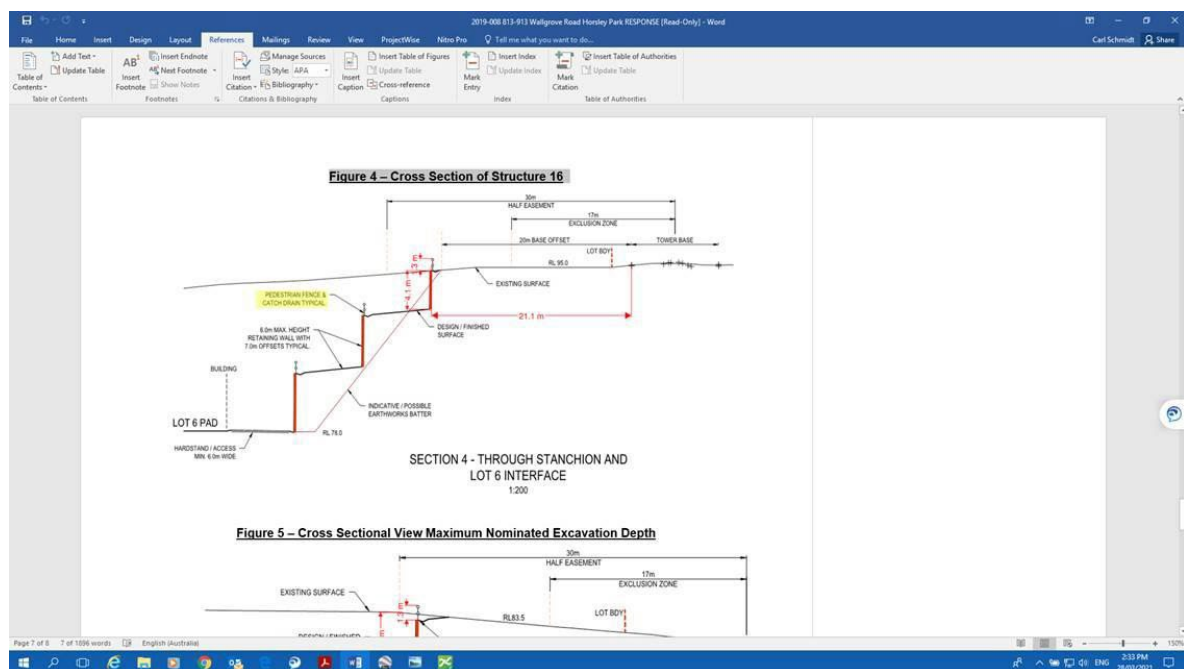 2019-008 813-913 Wallgrove Road Horsley Park RESPONSE [Read-Only] - Word
File Home Insert Design Layout References Mailings Review View ProjectWise Nitro Pro Tell me what you want to do... Carl Schmidt Share
Table of Contents
Add Text
Update Table
Table of Contents
AB1
Insert Footnote
Insert Endnote
Next Footnote
Show Notes
Footnotes
Insert Citation
Manage Sources
Style: APA
Bibliography
Citations & Bibliography
Insert Caption
Insert Table of Figures
Update Table
Cross-reference
Captions
Mark Entry
Insert Index
Update Index
Index
Mark Citation
Insert Table of Authorities
Update Table
Table of Authorities
Figure 4 – Cross Section of Structure 16
30m
HALF EASEMENT
17m
EXCLUSION ZONE
20m BASE OFFSET
TOWER BASE
LOT BDY
RL 95.0
1.3 m
4.1 m
EXISTING SURFACE
PEDESTRIAN FENCE &
CATCH DRAIN TYPICAL
21.1 m
DESIGN / FINISHED
SURFACE
6.0m MAX. HEIGHT
RETAINING WALL WITH
7.0m OFFSETS TYPICAL.
BUILDING
INDICATIVE / POSSIBLE
EARTHWORKS BATTER
LOT 6 PAD
RL 78.0
HARDSTAND / ACCESS
MIN. 6.0m WIDE
SECTION 4 - THROUGH STANCHION AND
LOT 6 INTERFACE
1:200
Figure 5 – Cross Sectional View Maximum Nominated Excavation Depth
30m
HALF EASEMENT
17m
EXCLUSION ZONE
EXISTING SURFACE
1.3 m
RL83.5
LOT BDY
DESIGN / FINISHED
Page 7 of 8 7 of 1896 words English (Australia) 150%
ENG 2:33 PM